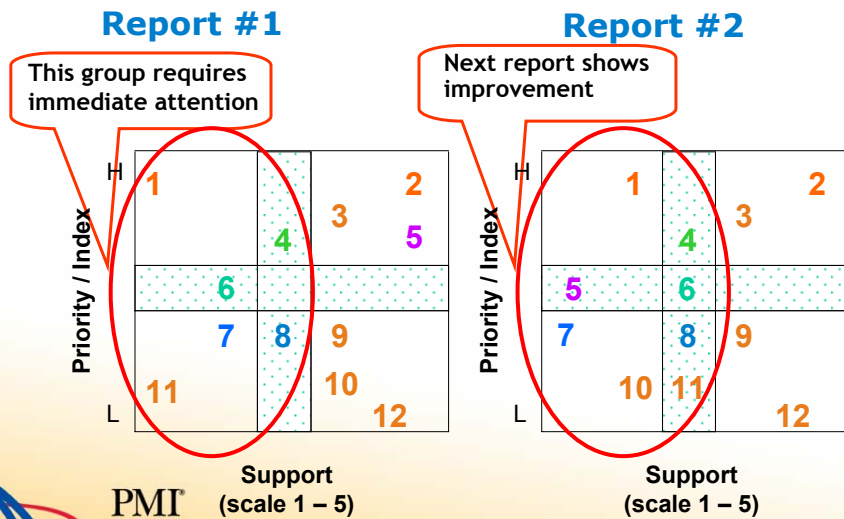 Report #1
This group requires
immediate attention
H
Priority / Index
L
1
2
3
4
5
6
7
8
9
10
11
12
Support
(scale 1 – 5)
Report #2
Next report shows
improvement
H
Priority / Index
L
1
2
3
4
5
6
7
8
9
10
11
12
Support
(scale 1 – 5)
PMI®